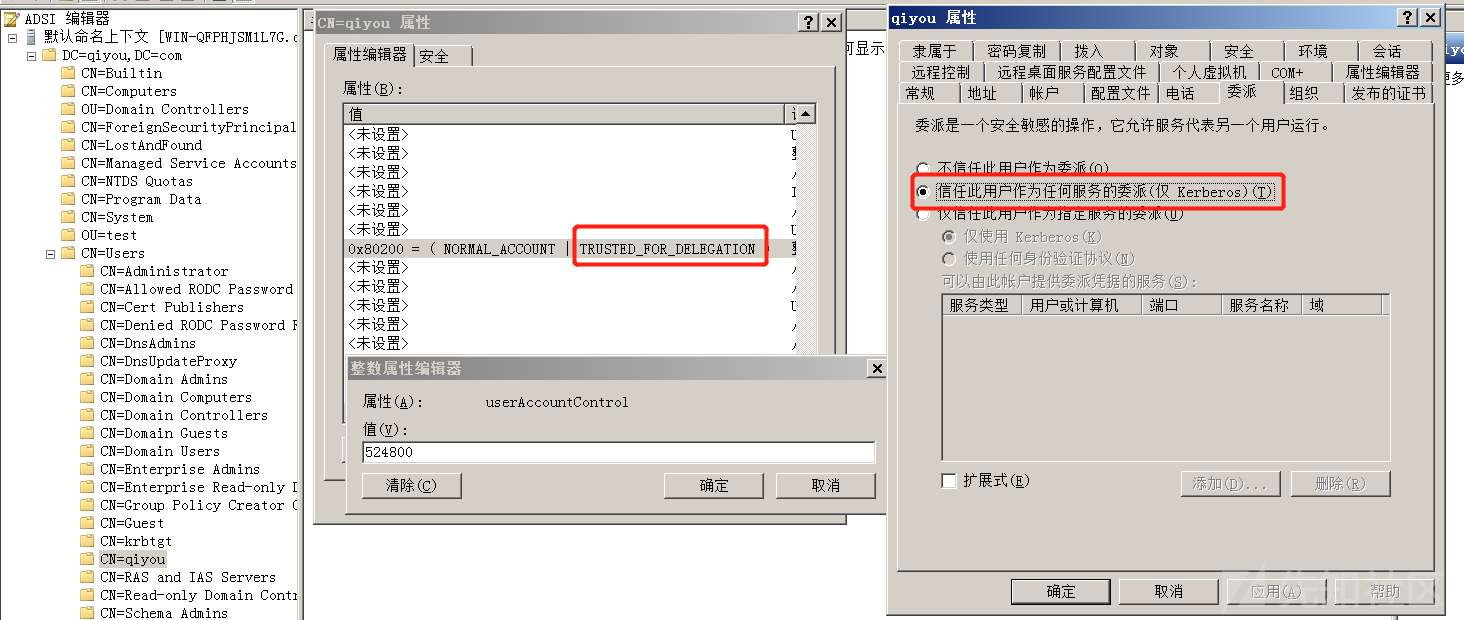 ADSI 编辑器
默认命名上下文 [WIN-QFPHJSM1L7G.
DC=qiyou,DC=com
CN=Builtin
CN=Computers
OU=Domain Controllers
CN=ForeignSecurityPrincipal
CN=LostAndFound
CN=Managed Service Accounts
CN=NTDS Quotas
CN=Program Data
CN=System
OU=test
CN=Users
CN=Administrator
CN=Allowed RODC Password
CN=Cert Publishers
CN=Denied RODC Password R
CN=DnsAdmins
CN=DnsUpdateProxy
CN=Domain Admins
CN=Domain Computers
CN=Domain Controllers
CN=Domain Guests
CN=Domain Users
CN=Enterprise Admins
CN=Enterprise Read-only D
CN=Group Policy Creator O
CN=Guest
CN=krbtgt
CN=qiyou
CN=RAS and IAS Servers
CN=Read-only Domain Contr
CN=Schema Admins
CN=qiyou 属性
属性编辑器 安全
属性(B):
值
<未设置>
<未设置>
<未设置>
<未设置>
<未设置>
<未设置>
0x80200 = ( NORMAL_ACCOUNT | TRUSTED_FOR_DELEGATION
<未设置>
<未设置>
<未设置>
<未设置>
<未设置>
整数属性编辑器
属性(A): userAccountControl
值(V):
524800
清除(C) 确定 取消
可显示
qiyou 属性
隶属于 密码复制 拨入 对象 安全 环境 会话
远程控制 远程桌面服务配置文件 个人虚拟机 COM+ 属性编辑器
常规 地址 帐户 配置文件 电话 委派 组织 发布的证书
委派是一个安全敏感的操作，它允许服务代表另一个用户运行。
不信任此用户作为委派(O)
信任此用户作为任何服务的委派(仅 Kerberos)(T)
仅信任此用户作为指定服务的委派(U)
仅使用 Kerberos(K)
使用任何身份验证协议(N)
可以由此帐户提供委派凭据的服务(S):
服务类型 用户或计算机 端口 服务名称 域
扩展式(E) 添加(D)... 删除(R)
确定 取消 应用(A) 帮助
先知社区
更多